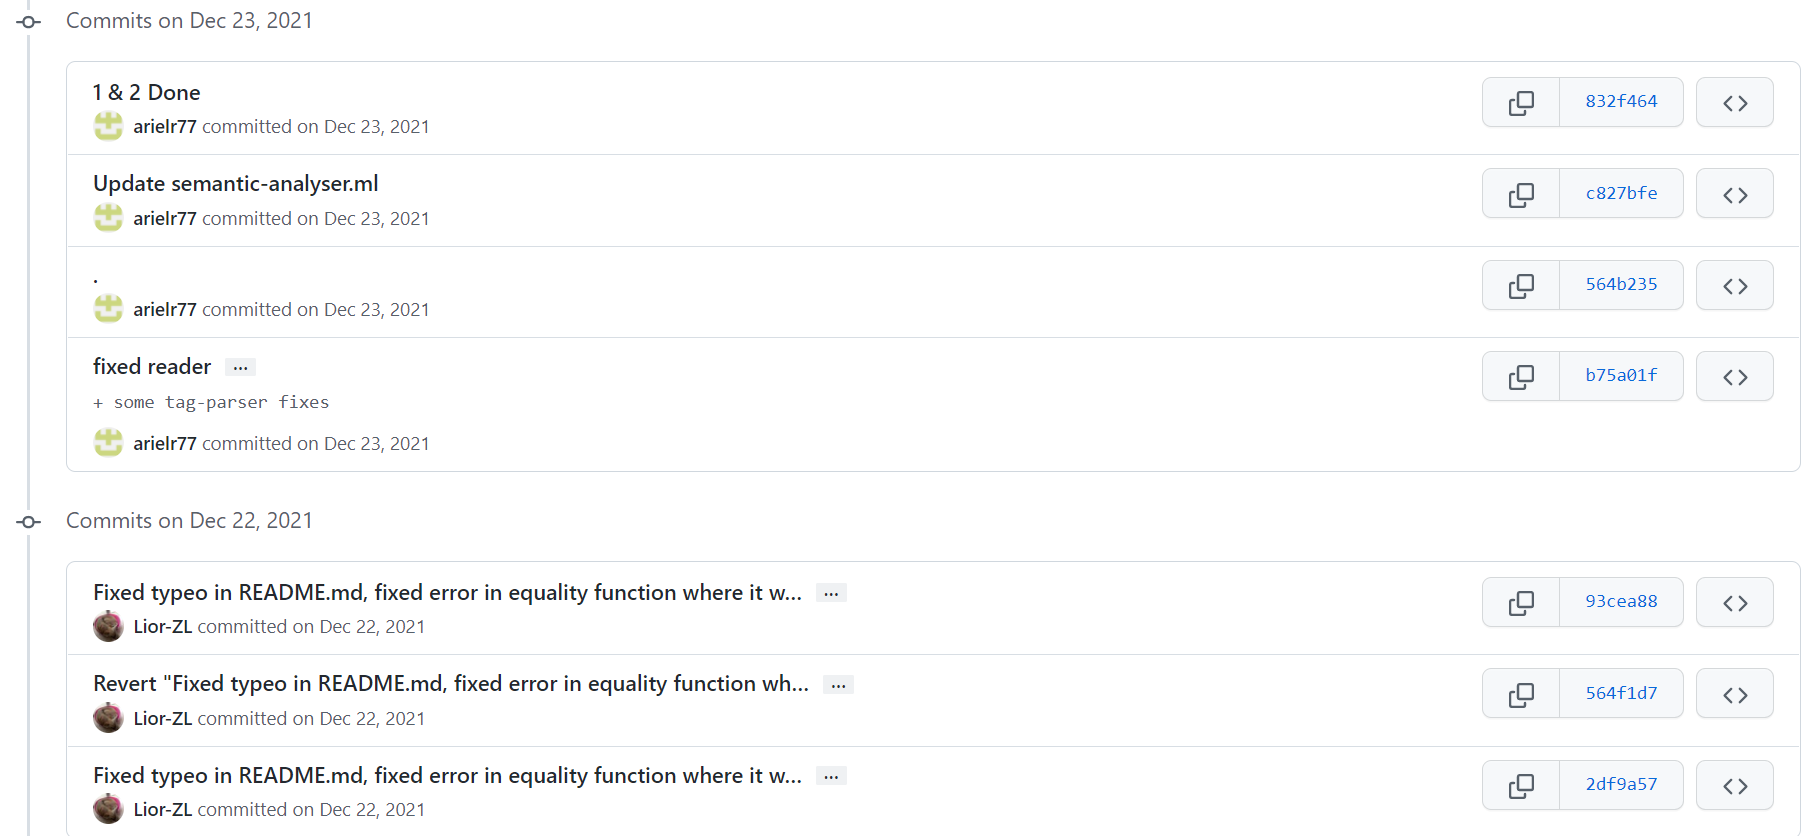 Commits on Dec 23, 2021
1 & 2 Done
832f464
arielr77 committed on Dec 23, 2021
Update semantic-analyser.ml
c827bfe
arielr77 committed on Dec 23, 2021
.
564b235
arielr77 committed on Dec 23, 2021
fixed reader ...
b75a01f
+ some tag-parser fixes
arielr77 committed on Dec 23, 2021
Commits on Dec 22, 2021
Fixed typeo in README.md, fixed error in equality function where it w... ...
93cea88
Lior-ZL committed on Dec 22, 2021
Revert "Fixed typeo in README.md, fixed error in equality function wh... ...
564f1d7
Lior-ZL committed on Dec 22, 2021
Fixed typeo in README.md, fixed error in equality function where it w... ...
2df9a57
Lior-ZL committed on Dec 22, 2021